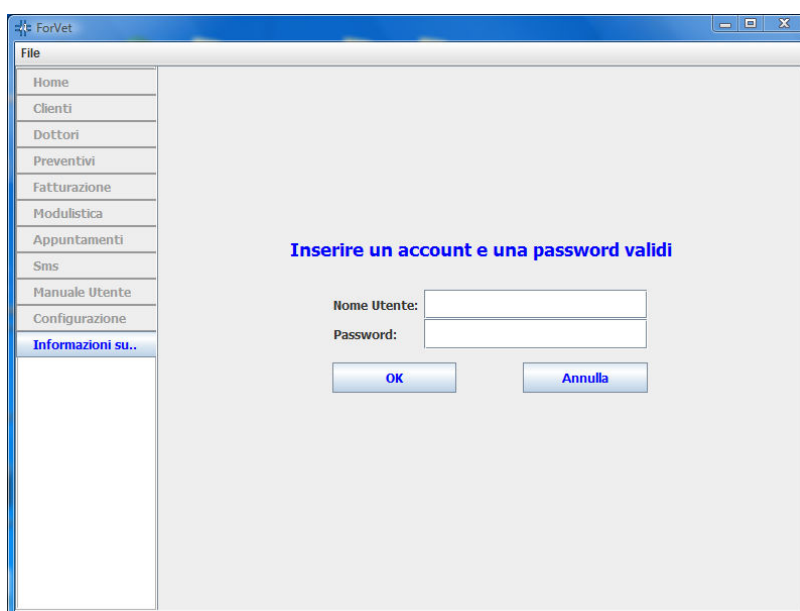 ForVet
File
Home
Clienti
Dottori
Preventivi
Fatturazione
Modulistica
Appuntamenti
Sms
Manuale Utente
Configurazione
Informazioni su..
Inserire un account e una password validi
Nome Utente:
Password:
OK Annulla